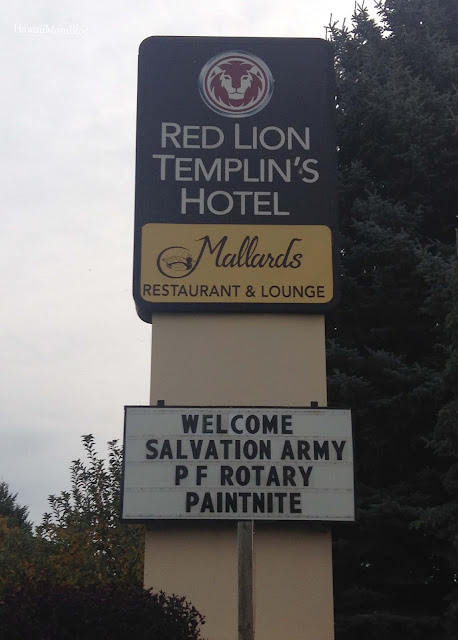 RED LION
TEMPLIN'S
HOTEL
Mallards
RESTAURANT & LOUNGE
WELCOME
SALVATION ARMY
P F ROTARY
PAINTNITE